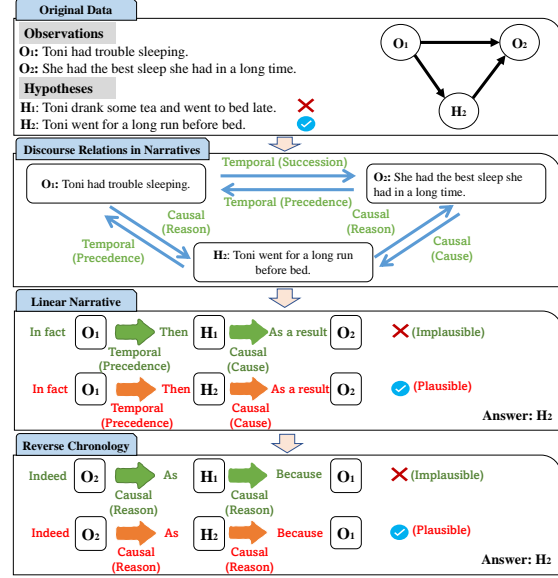 Original Data
Observations
O₁: Toni had trouble sleeping.
O₂: She had the best sleep she had in a long time.
Hypotheses
H₁: Toni drank some tea and went to bed late.
H₂: Toni went for a long run before bed.
O₁
O₂
H₂
Discourse Relations in Narratives
Temporal (Succession)
O₁: Toni had trouble sleeping.
O₂: She had the best sleep she
had in a long time.
Temporal (Precedence)
Causal
(Reason)
Causal
(Reason)
Temporal
(Precedence)
Causal
(Cause)
H₂: Toni went for a long run
before bed.
Linear Narrative
In fact O₁ Then H₁ As a result O₂ (Implausible)
Temporal
(Precedence)
Causal
(Cause)
In fact O₁ Then H₂ As a result O₂ (Plausible)
Temporal
(Precedence)
Causal
(Cause)
Answer: H₂
Reverse Chronology
Indeed O₂ As H₁ Because O₁ (Implausible)
Causal
(Reason)
Causal
(Reason)
Indeed O₂ As H₂ Because O₁ (Plausible)
Causal
(Reason)
Causal
(Reason)
Answer: H₂